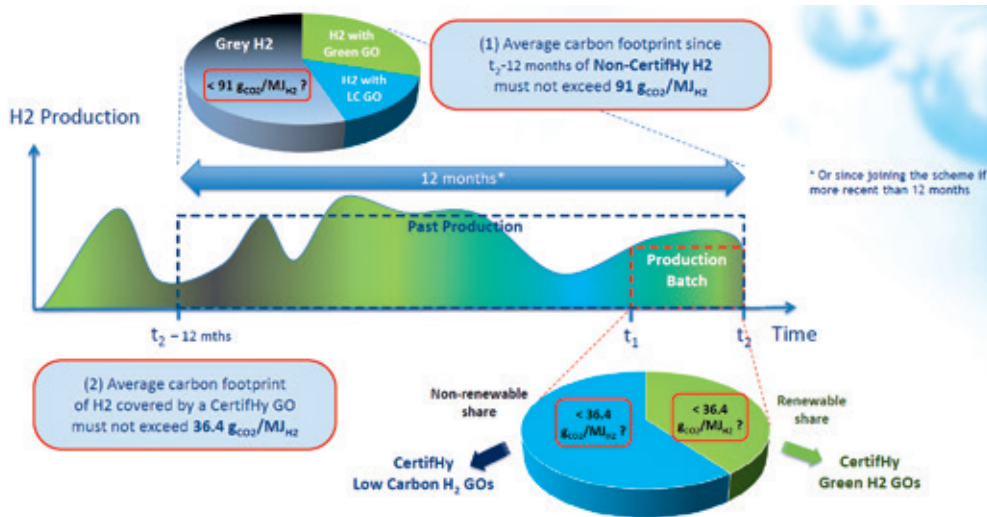 Grey H2
H2 with
Green GO
H2 with
LC GO
< 91 gCO2/MJH2 ?
(1) Average carbon footprint since
t2-12 months of Non-CertifHy H2
must not exceed 91 gCO2/MJH2
H2 Production
12 months*
* Or since joining the scheme if
more recent than 12 months
Past Production
Production
Batch
t2 – 12 mths
t1
t2
Time
(2) Average carbon footprint
of H2 covered by a CertifHy GO
must not exceed 36.4 gCO2/MJH2
Non-renewable
share
< 36.4
gCO2/MJH2 ?
< 36.4
gCO2/MJH2 ?
Renewable
share
CertifHy
Low Carbon H2 GOs
CertifHy
Green H2 GOs